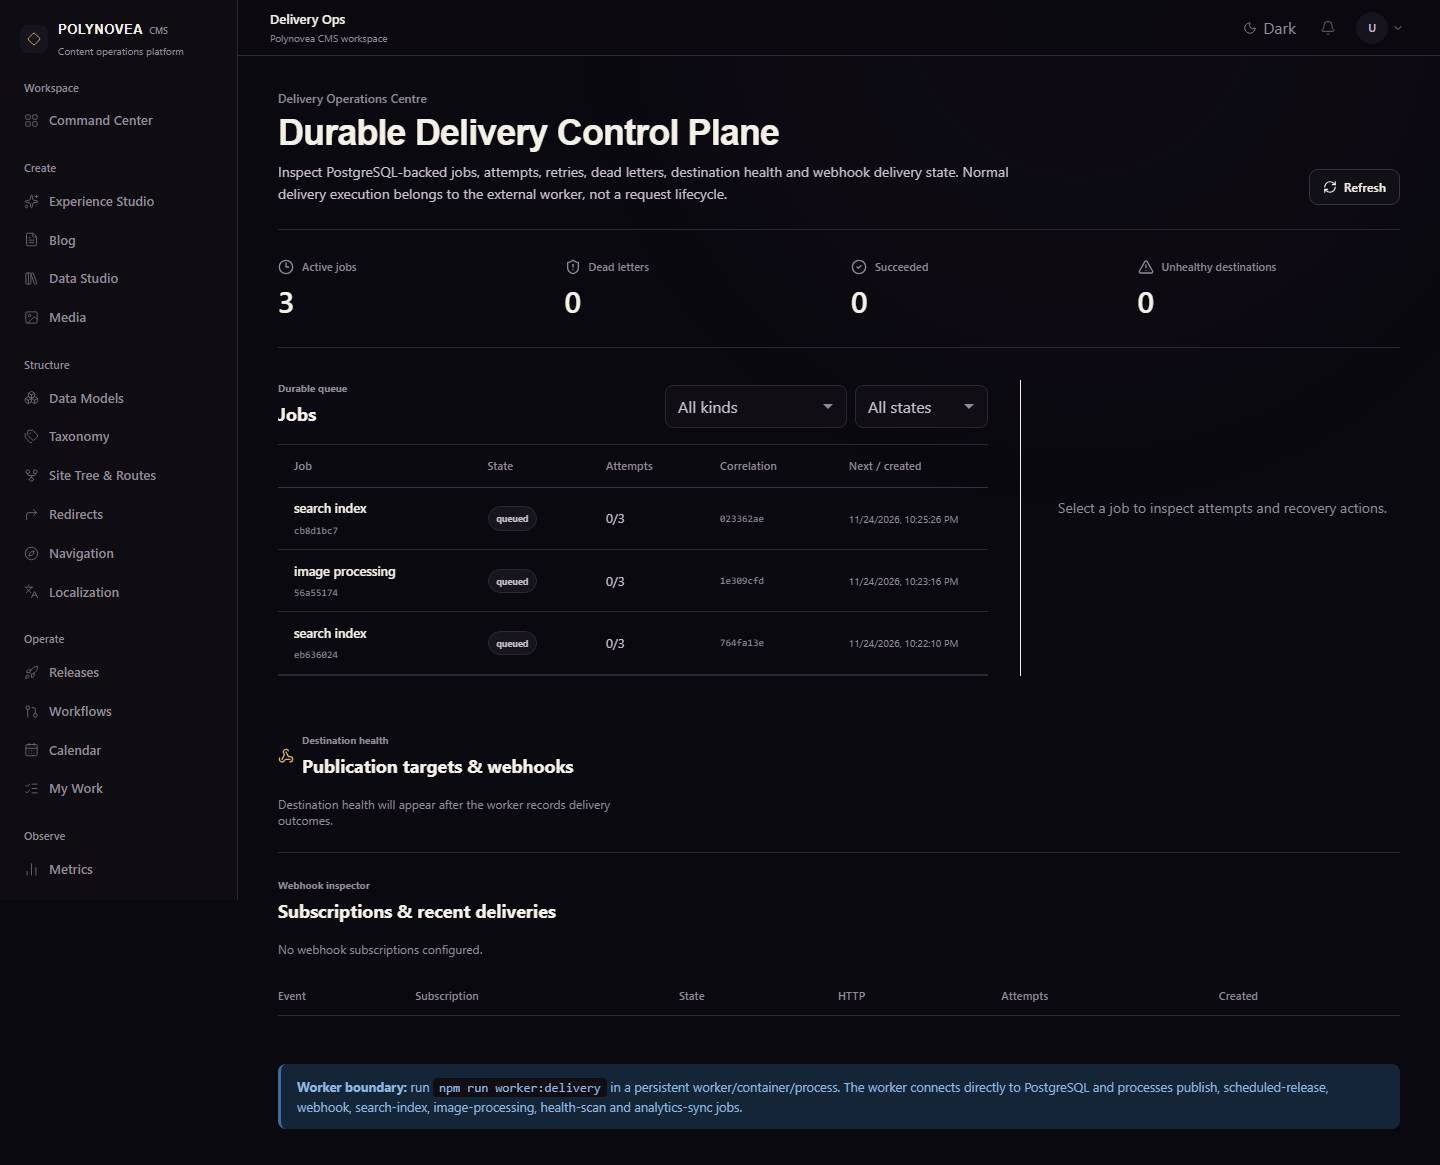 POLYNOVEA CMS
Content operations platform
Workspace
Command Center
Create
Experience Studio
Blog
Data Studio
Media
Structure
Data Models
Taxonomy
Site Tree & Routes
Redirects
Navigation
Localization
Operate
Releases
Workflows
Calendar
My Work
Observe
Metrics
Delivery Ops
Polynovea CMS workspace
Dark
U
Delivery Operations Centre
Durable Delivery Control Plane
Inspect PostgreSQL-backed jobs, attempts, retries, dead letters, destination health and webhook delivery state. Normal
delivery execution belongs to the external worker, not a request lifecycle.
Refresh
Active jobs
3
Dead letters
0
Succeeded
0
Unhealthy destinations
0
Durable queue
Jobs
All kinds
All states
Job State Attempts Correlation Next / created
search index
cb8d1bc7
queued 0/3 023362ae 11/24/2026, 10:25:26 PM
image processing
56a55174
queued 0/3 1e309cfd 11/24/2026, 10:23:16 PM
search index
eb636024
queued 0/3 764fa13e 11/24/2026, 10:22:10 PM
Select a job to inspect attempts and recovery actions.
Destination health
Publication targets & webhooks
Destination health will appear after the worker records delivery
outcomes.
Webhook inspector
Subscriptions & recent deliveries
No webhook subscriptions configured.
Event Subscription State HTTP Attempts Created
Worker boundary: run npm run worker:delivery in a persistent worker/container/process. The worker connects directly to PostgreSQL and processes publish, scheduled-release,
webhook, search-index, image-processing, health-scan and analytics-sync jobs.